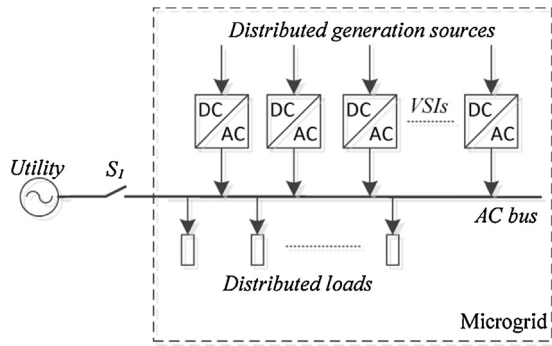 Distributed generation sources
DC AC
DC AC
DC AC
VSIs
DC AC
Utility
S1
AC bus
Distributed loads
Microgrid